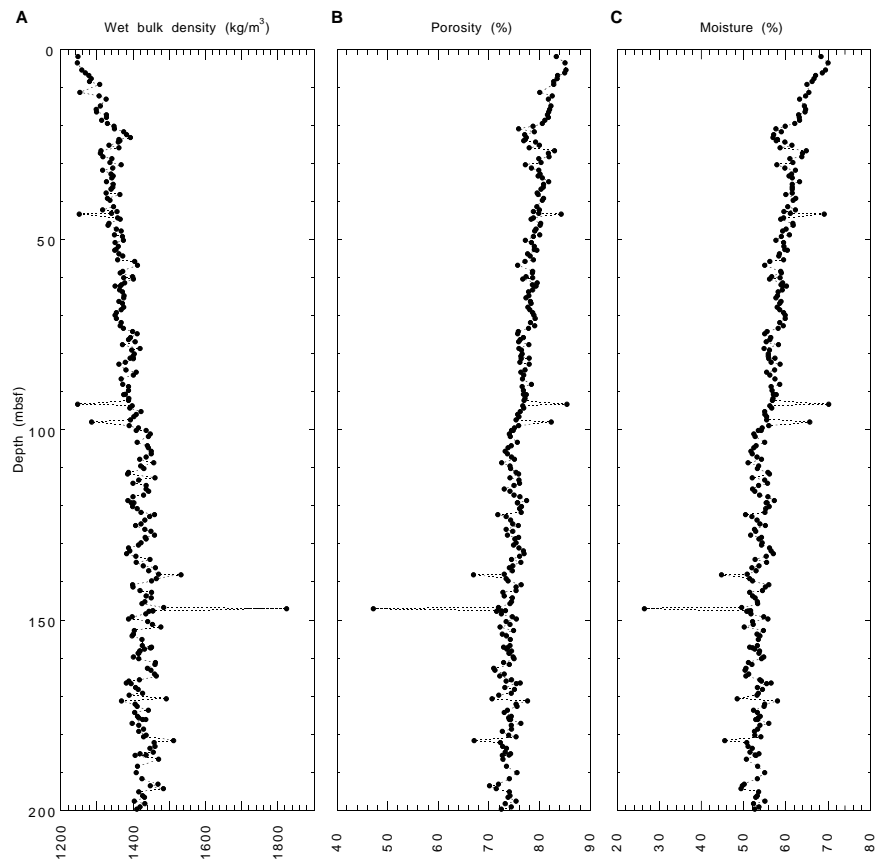 A Wet bulk density (kg/m3) B Porosity (%) C Moisture (%)
0
50
100
150
200
Depth (mbsf)
1200 1400 1600 1800 40 50 60 70 80 90 20 30 40 50 60 70 80